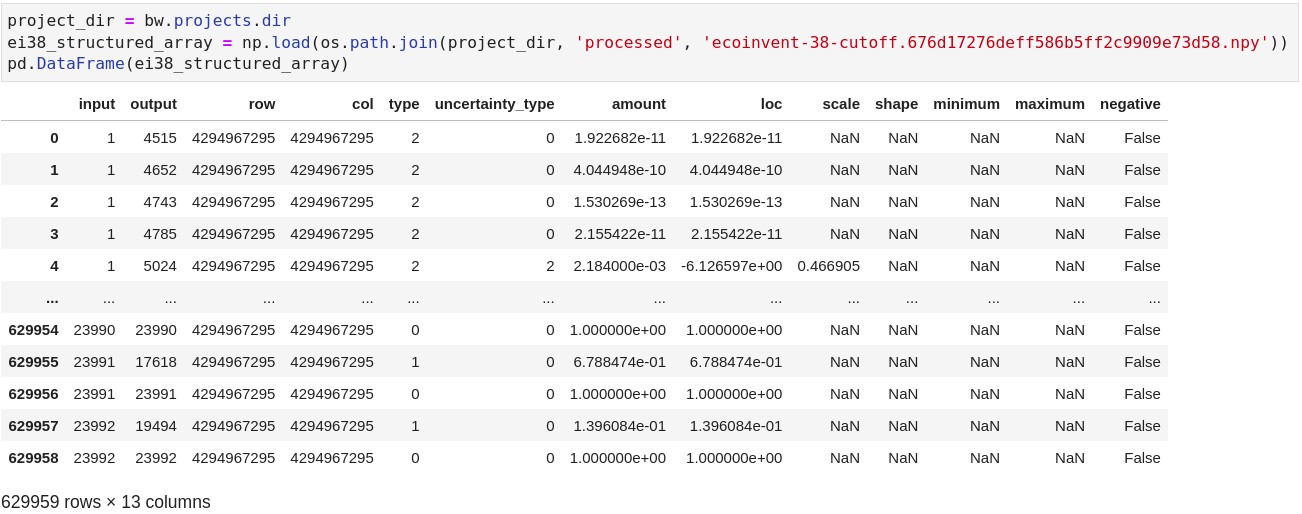 project_dir = bw.projects.dir
ei38_structured_array = np.load(os.path.join(project_dir, 'processed', 'ecoinvent-38-cutoff.676d17276deff586b5ff2c9909e73d58.npy'))
pd.DataFrame(ei38_structured_array)
input output row col type uncertainty_type amount loc scale shape minimum maximum negative
0 1 4515 4294967295 4294967295 2 0 1.922682e-11 1.922682e-11 NaN NaN NaN NaN False
1 1 4652 4294967295 4294967295 2 0 4.044948e-10 4.044948e-10 NaN NaN NaN NaN False
2 1 4743 4294967295 4294967295 2 0 1.530269e-13 1.530269e-13 NaN NaN NaN NaN False
3 1 4785 4294967295 4294967295 2 0 2.155422e-11 2.155422e-11 NaN NaN NaN NaN False
4 1 5024 4294967295 4294967295 2 2 2.184000e-03 -6.126597e+00 0.466905 NaN NaN NaN False
... ... ... ... ... ... ... ... ... ... ... ... ... ...
629954 23990 23990 4294967295 4294967295 0 0 1.000000e+00 1.000000e+00 NaN NaN NaN NaN False
629955 23991 17618 4294967295 4294967295 1 0 6.788474e-01 6.788474e-01 NaN NaN NaN NaN False
629956 23991 23991 4294967295 4294967295 0 0 1.000000e+00 1.000000e+00 NaN NaN NaN NaN False
629957 23992 19494 4294967295 4294967295 1 0 1.396084e-01 1.396084e-01 NaN NaN NaN NaN False
629958 23992 23992 4294967295 4294967295 0 0 1.000000e+00 1.000000e+00 NaN NaN NaN NaN False
629959 rows × 13 columns